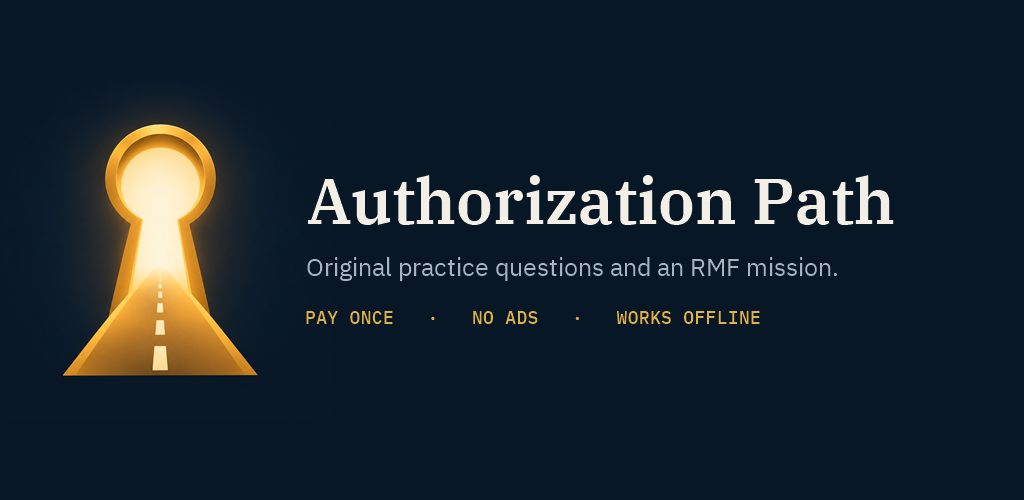 Authorization Path
Original practice questions and an RMF mission.
PAY ONCE · NO ADS · WORKS OFFLINE